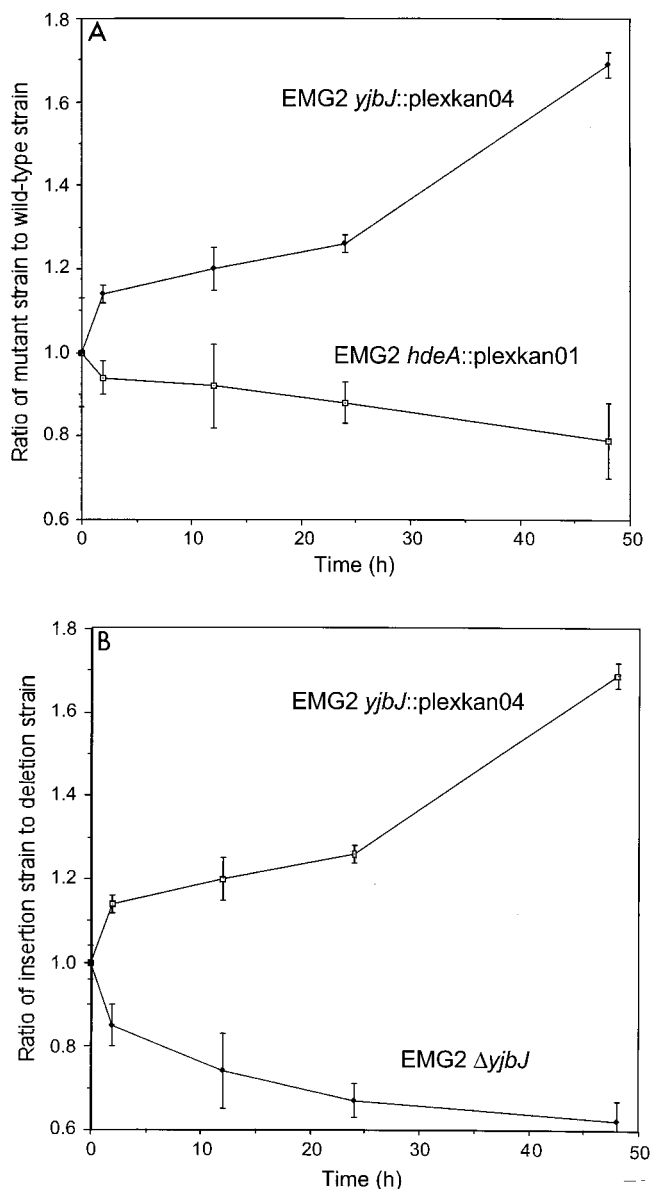 A
Ratio of mutant strain to wild-type strain
1.8
1.6
1.4
1.2
1.0
0.8
0.6
EMG2 yjbJ::plexkan04
EMG2 hdeA::plexkan01
0 10 20 30 40 50
Time (h)
B
Ratio of insertion strain to deletion strain
1.8
1.6
1.4
1.2
1.0
0.8
0.6
EMG2 yjbJ::plexkan04
EMG2 ΔyjbJ
0 10 20 30 40 50
Time (h)